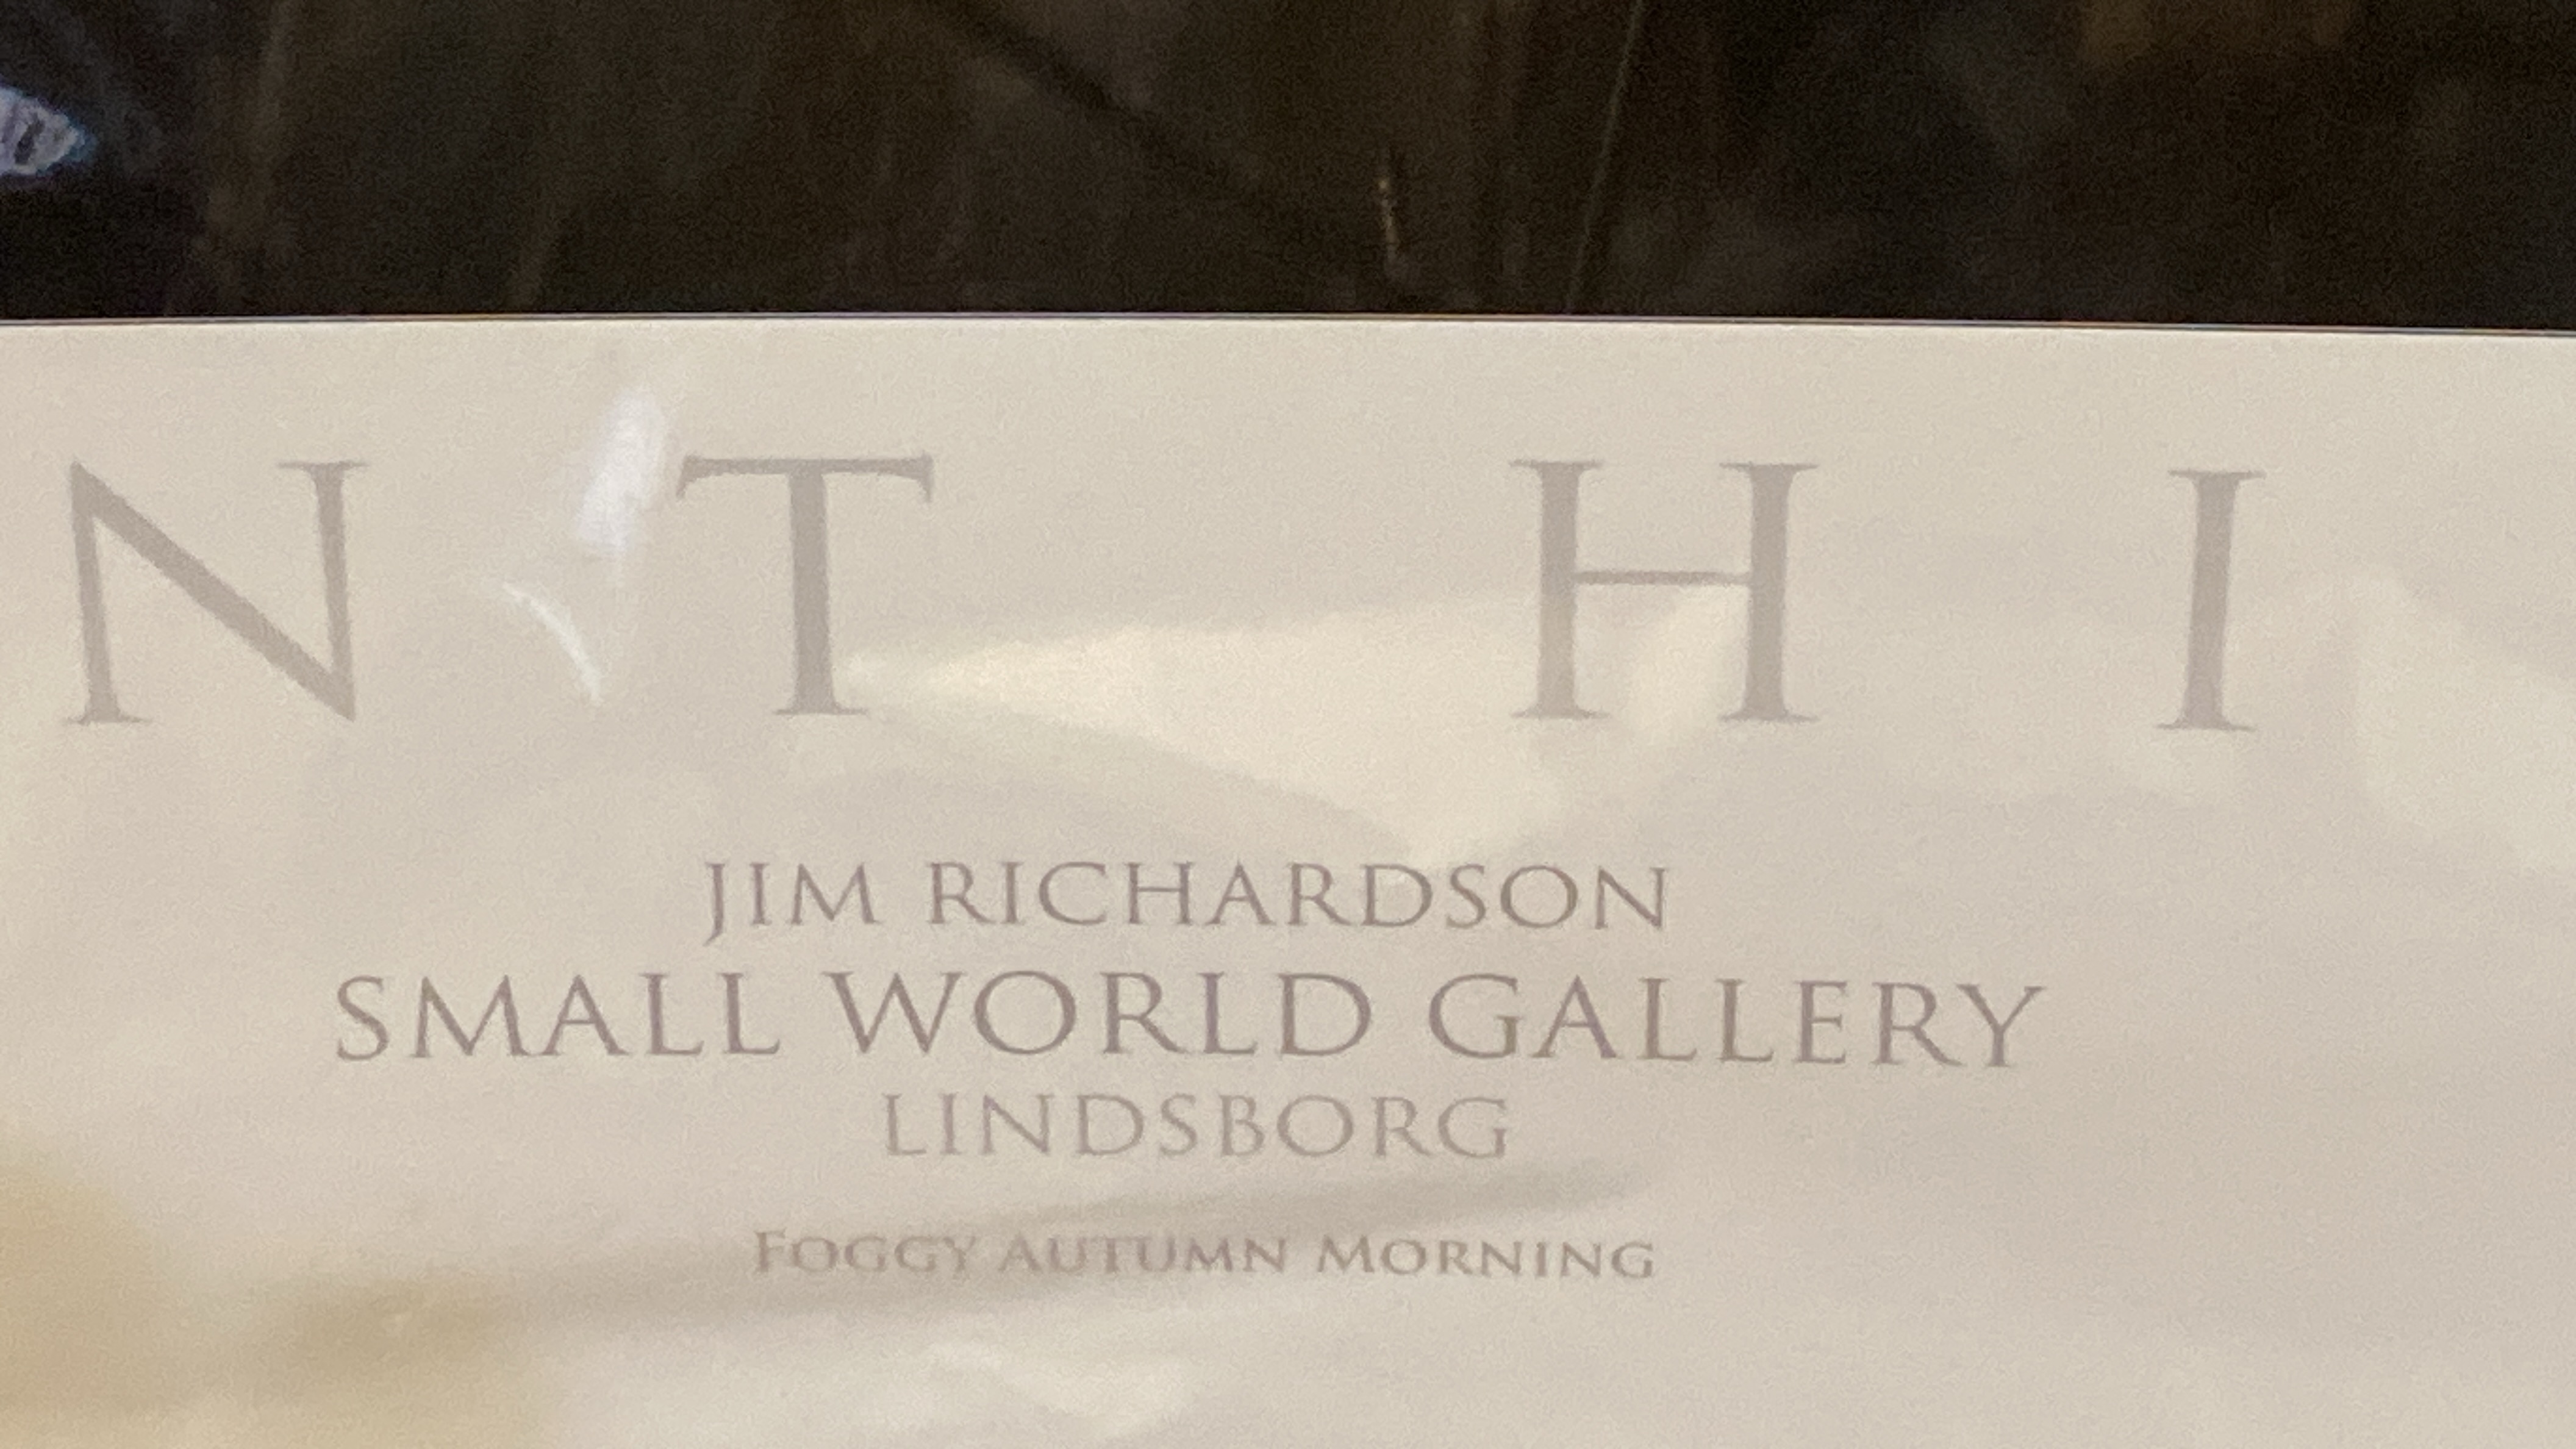 N T H I
JIM RICHARDSON
SMALL WORLD GALLERY
LINDSBORG
FOGGY AUTUMN MORNING